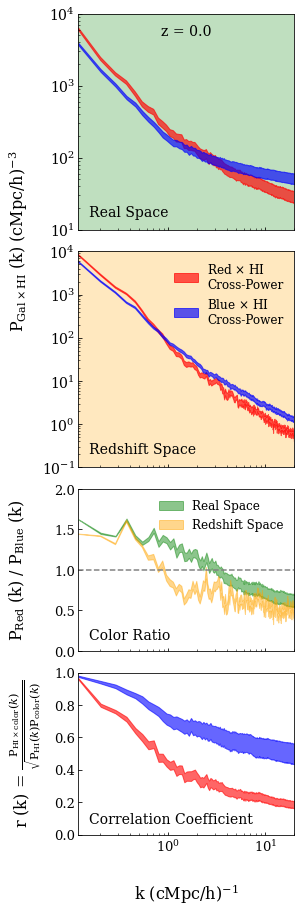 z = 0.0
10⁴
10³
10²
10¹
Real Space
P_Gal × HI (k) (cMpc/h)⁻³
10⁴
10³
10²
10¹
10⁰
10⁻¹
Red × HI
Cross-Power
Blue × HI
Cross-Power
Redshift Space
P_Red (k) / P_Blue (k)
2.0
1.5
1.0
0.5
0.0
Real Space
Redshift Space
Color Ratio
r (k) = P_HI×color(k) / √P_HI(k)P_color(k)
1.0
0.8
0.6
0.4
0.2
0.0
Correlation Coefficient
10⁰
10¹
k (cMpc/h)⁻¹